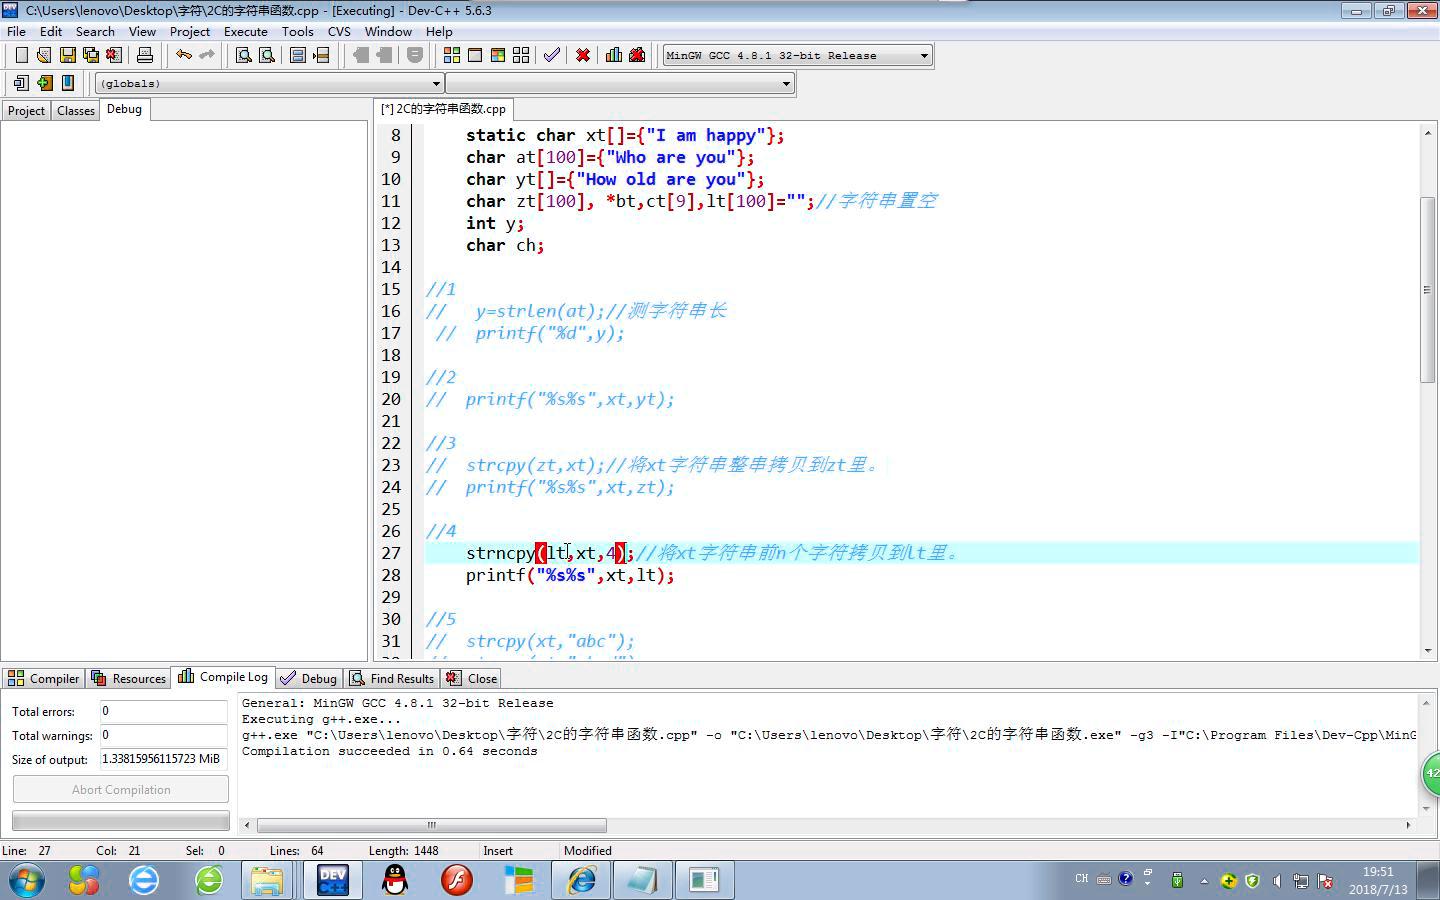 C:\Users\lenovo\Desktop\字符\2C的字符串函数.cpp - [Executing] - Dev-C++ 5.6.3
File Edit Search View Project Execute Tools CVS Window Help
MinGW GCC 4.8.1 32-bit Release
(globals)
Project Classes Debug
[*] 2C的字符串函数.cpp
8 static char xt[]={"I am happy"};
9 char at[100]={"Who are you"};
10 char yt[]={"How old are you"};
11 char zt[100], *bt,ct[9],lt[100]="";//字符串置空
12 int y;
13 char ch;
14
15 //1
16 // y=strlen(at);//测字符串长
17 // printf("%d",y);
18
19 //2
20 // printf("%s%s",xt,yt);
21
22 //3
23 // strcpy(zt,xt);//将xt字符串整串拷贝到zt里。
24 // printf("%s%s",xt,zt);
25
26 //4
27 strncpy(lt,xt,4);//将xt字符串前n个字符拷贝到lt里。
28 printf("%s%s",xt,lt);
29
30 //5
31 // strcpy(xt,"abc");
Compiler Resources Compile Log Debug Find Results Close
Total errors: 0
Total warnings: 0
Size of output: 1.33815956115723 MiB
Abort Compilation
General: MinGW GCC 4.8.1 32-bit Release
Executing g++.exe...
g++.exe "C:\Users\lenovo\Desktop\字符\2C的字符串函数.cpp" -o "C:\Users\lenovo\Desktop\字符\2C的字符串函数.exe" -g3 -I"C:\Program Files\Dev-Cpp\MinG
Compilation succeeded in 0.64 seconds
42
Line: 27 Col: 21 Sel: 0 Lines: 64 Length: 1448 Insert Modified
DEV C++
CH
19:51
2018/7/13